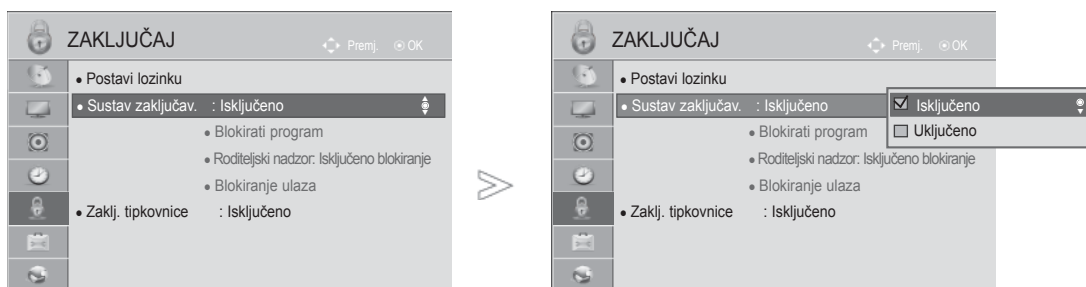 ZAKLJUČAJ
Premj. OK
• Postavi lozinku
• Sustav zaključav. : Isključeno
• Blokirati program
• Roditeljski nadzor: Isključeno blokiranje
• Blokiranje ulaza
• Zaklj. tipkovnice : Isključeno
ZAKLJUČAJ
Premj. OK
• Postavi lozinku
• Sustav zaključav. : Isključeno
Isključeno
Uključeno
• Blokirati program
• Roditeljski nadzor: Isključeno blokiranje
• Blokiranje ulaza
• Zaklj. tipkovnice : Isključeno